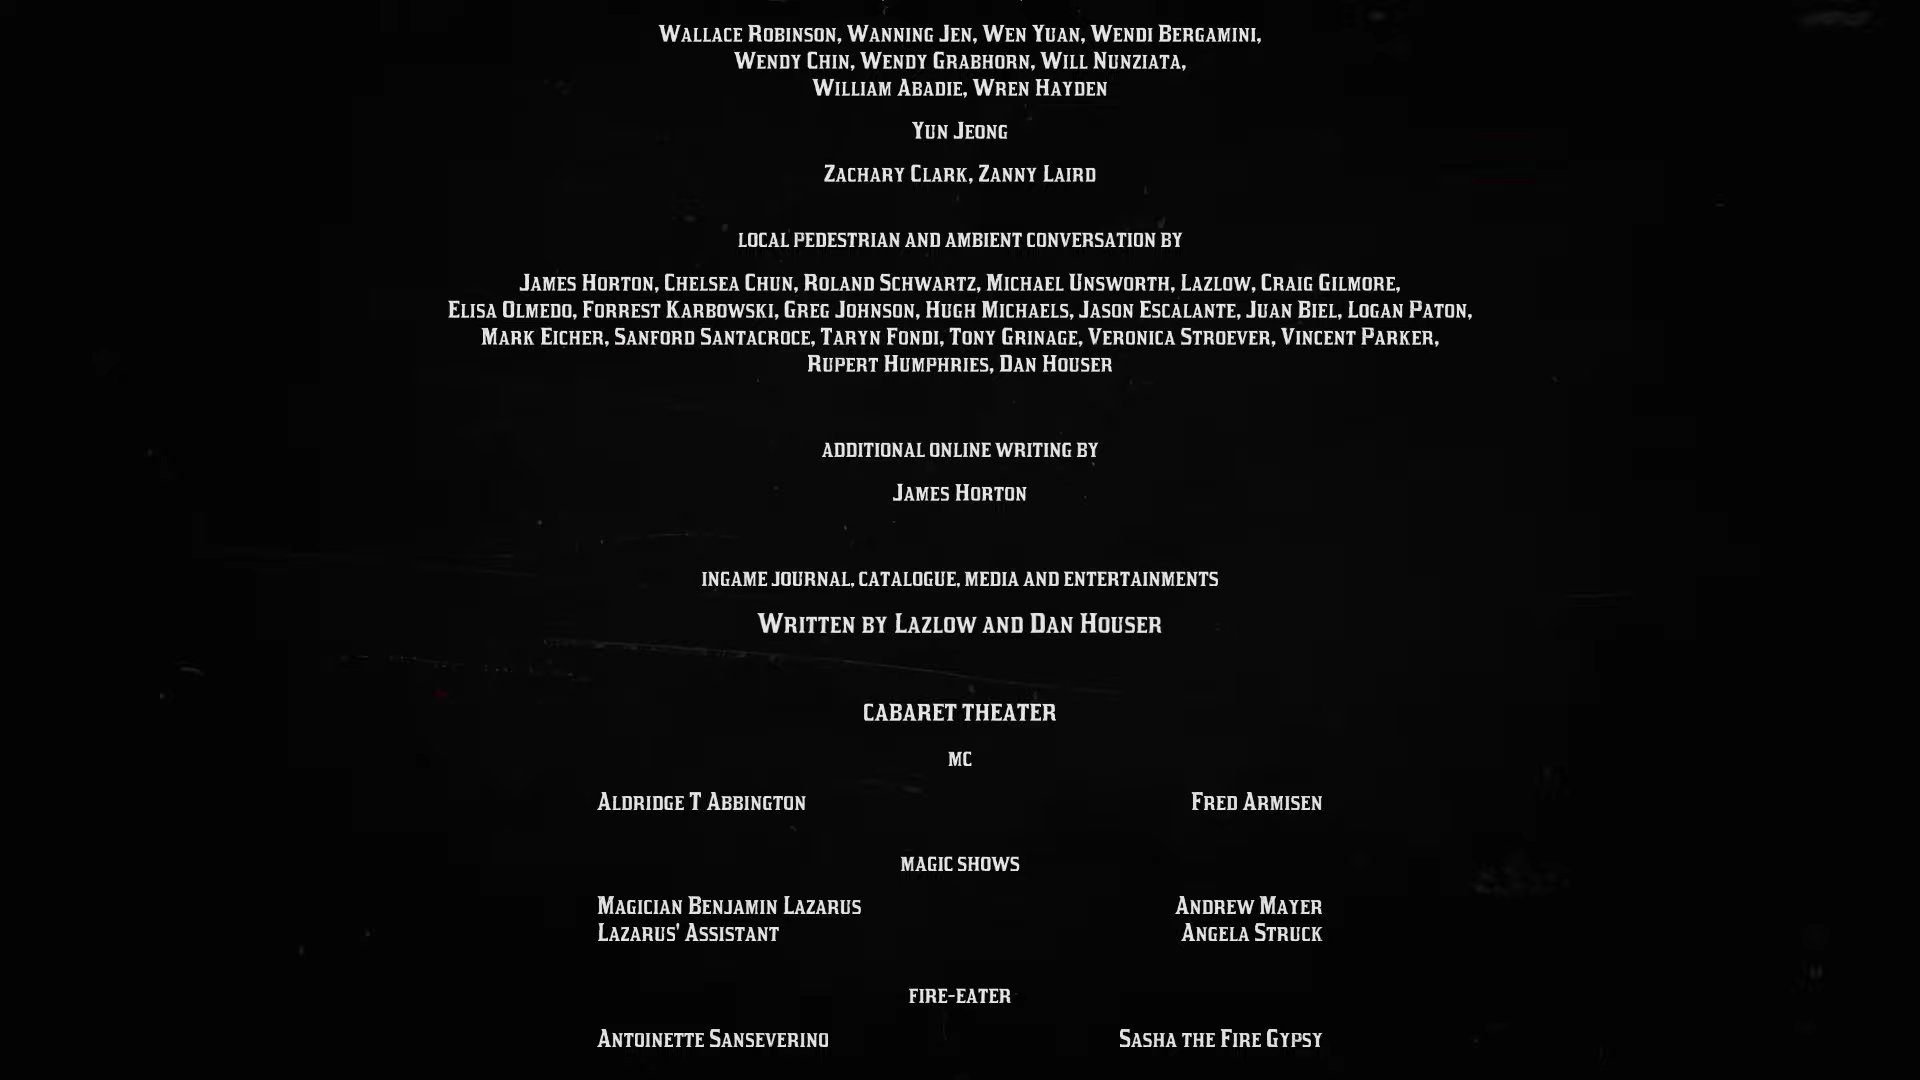 Wallace Robinson, Wanning Jen, Wen Yuan, Wendi Bergamini,
Wendy Chin, Wendy Grabhorn, Will Nunziata,
William Abadie, Wren Hayden
Yun Jeong
Zachary Clark, Zanny Laird
LOCAL PEDESTRIAN AND AMBIENT CONVERSATION BY
James Horton, Chelsea Chun, Roland Schwartz, Michael Unsworth, Lazlow, Craig Gilmore,
Elisa Olmedo, Forrest Karbowski, Greg Johnson, Hugh Michaels, Jason Escalante, Juan Biel, Logan Paton,
Mark Eicher, Sanford Santacroce, Taryn Fondi, Tony Grinage, Veronica Stroever, Vincent Parker,
Rupert Humphries, Dan Houser
ADDITIONAL ONLINE WRITING BY
James Horton
INGAME JOURNAL, CATALOGUE, MEDIA AND ENTERTAINMENTS
Written by Lazlow and Dan Houser
CABARET THEATER
MC
Aldridge T Abbington Fred Armisen
MAGIC SHOWS
Magician Benjamin Lazarus Andrew Mayer
Lazarus' Assistant Angela Struck
FIRE-EATER
Antoinette Sanseverino Sasha the Fire Gypsy